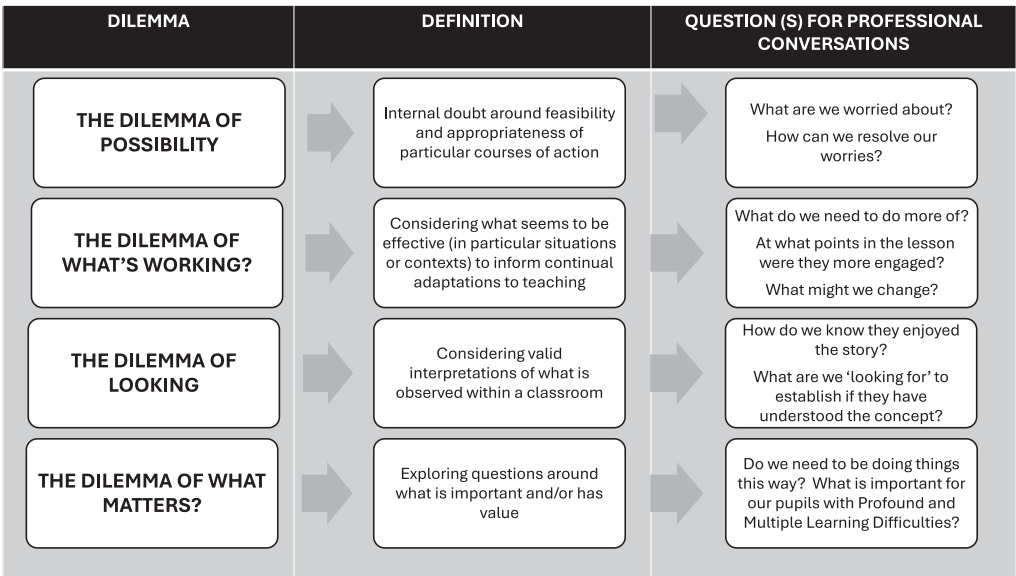 DILEMMA
DEFINITION
QUESTION (S) FOR PROFESSIONAL
CONVERSATIONS
THE DILEMMA OF
POSSIBILITY
Internal doubt around feasibility
and appropriateness of
particular courses of action
What are we worried about?
How can we resolve our
worries?
THE DILEMMA OF
WHAT’S WORKING?
Considering what seems to be
effective (in particular situations
or contexts) to inform continual
adaptations to teaching
What do we need to do more of?
At what points in the lesson
were they more engaged?
What might we change?
THE DILEMMA OF
LOOKING
Considering valid
interpretations of what is
observed within a classroom
How do we know they enjoyed
the story?
What are we ‘looking for’ to
establish if they have
understood the concept?
THE DILEMMA OF WHAT
MATTERS?
Exploring questions around
what is important and/or has
value
Do we need to be doing things
this way?  What is important for
our pupils with Profound and
Multiple Learning Difficulties?